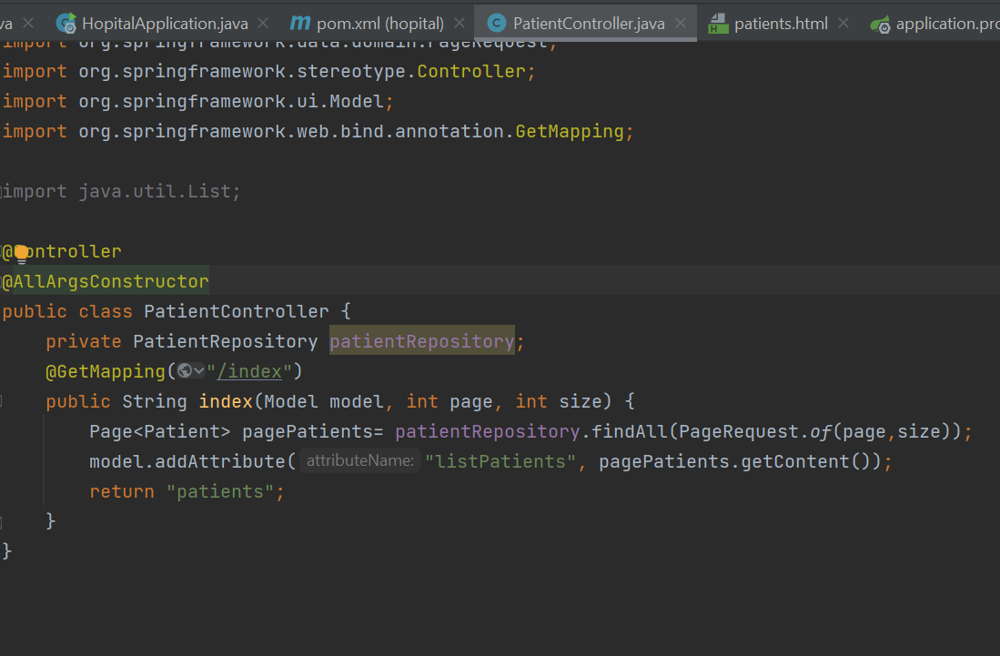 va HopitalApplication.java pom.xml (hopital) PatientController.java patients.html application.pro
import org.springframework.data.domain.PageRequest;
import org.springframework.stereotype.Controller;
import org.springframework.ui.Model;
import org.springframework.web.bind.annotation.GetMapping;
import java.util.List;
@Controller
@AllArgsConstructor
public class PatientController {
private PatientRepository patientRepository;
@GetMapping("/index")
public String index(Model model, int page, int size) {
Page<Patient> pagePatients= patientRepository.findAll(PageRequest.of(page,size));
model.addAttribute( attributeName: "listPatients", pagePatients.getContent());
return "patients";
}
}